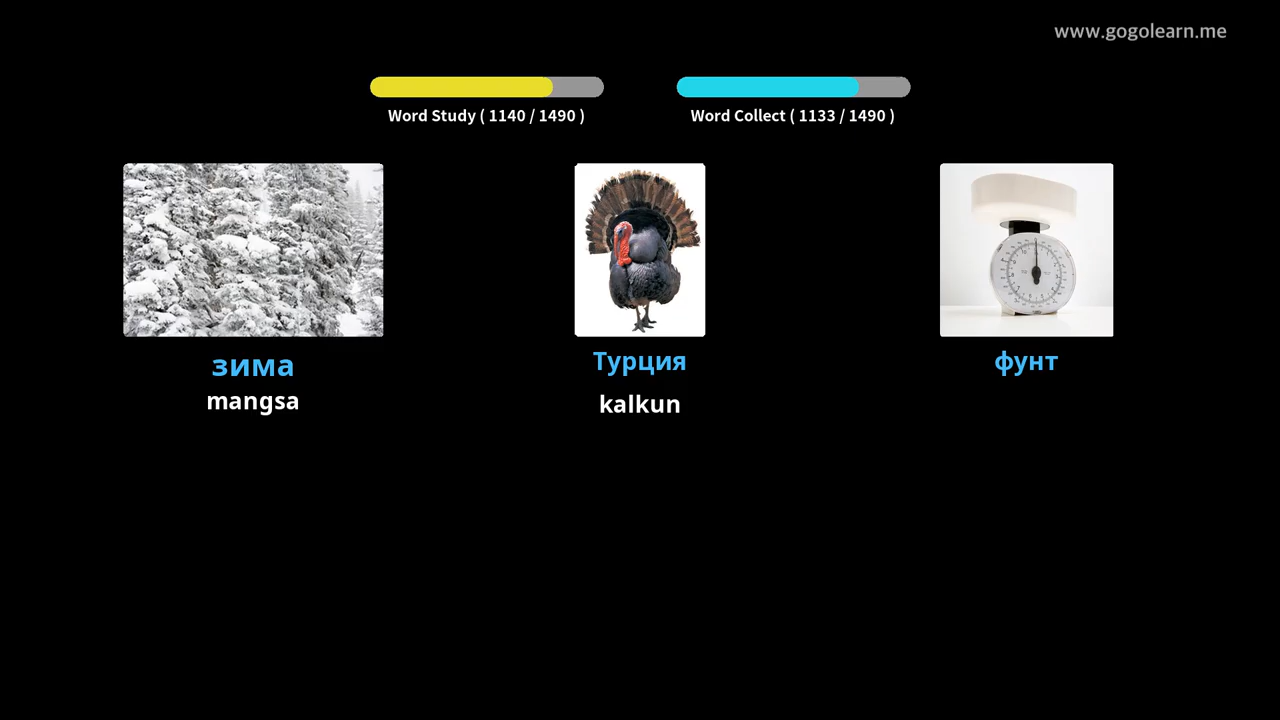 www.gogolearn.me
Word Study ( 1140 / 1490 )
Word Collect ( 1133 / 1490 )
зима
mangsa
Турция
kalkun
фунт